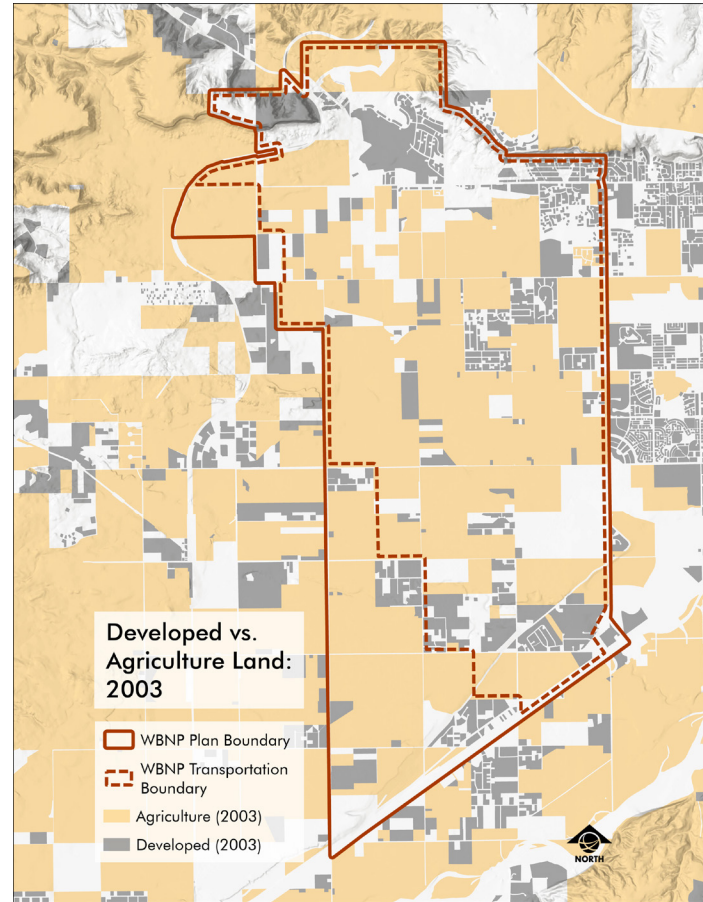 Developed vs.
Agriculture Land:
2003
WBNP Plan Boundary
WBNP Transportation
Boundary
Agriculture (2003)
Developed (2003)
NORTH